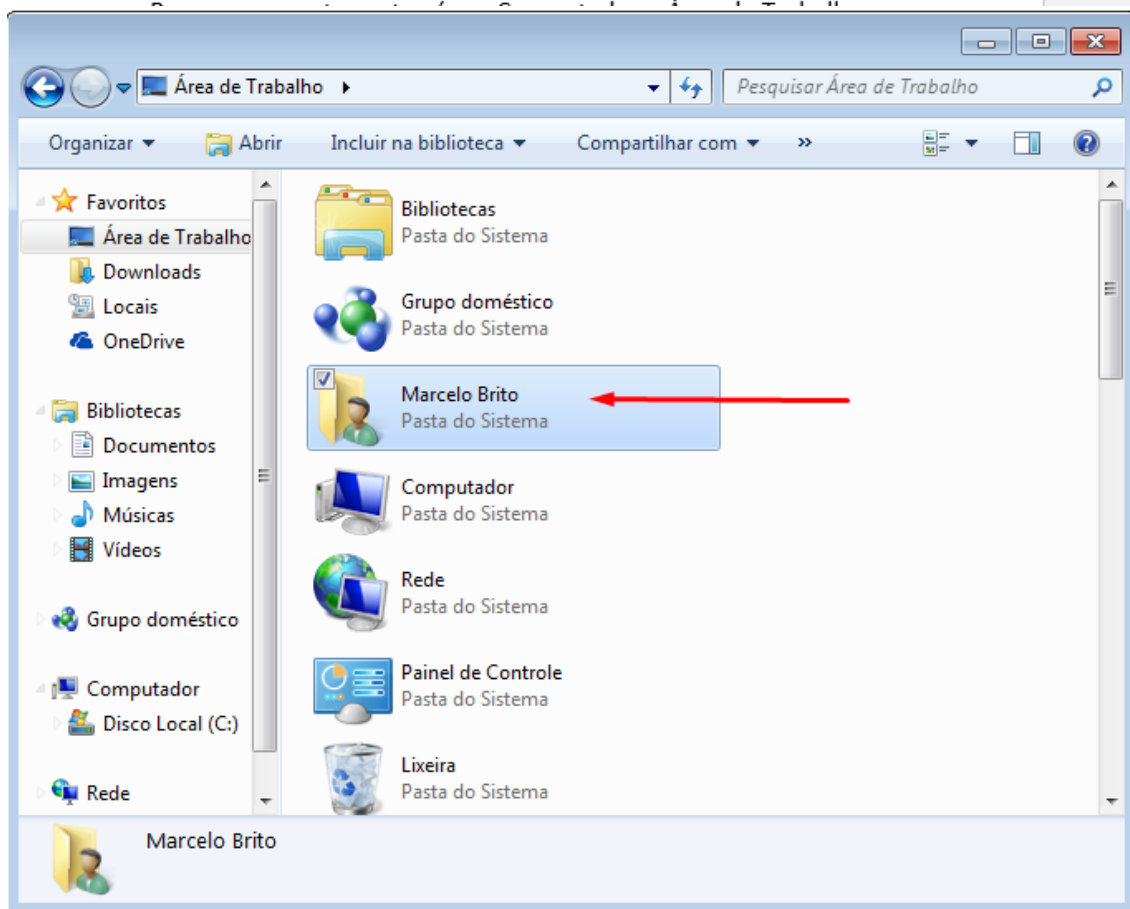 Área de Trabalho
Pesquisar Área de Trabalho
Organizar
Abrir
Incluir na biblioteca
Compartilhar com
»
Favoritos
Área de Trabalho
Downloads
Locais
OneDrive
Bibliotecas
Documentos
Imagens
Músicas
Vídeos
Grupo doméstico
Computador
Disco Local (C:)
Rede
Bibliotecas
Pasta do Sistema
Grupo doméstico
Pasta do Sistema
Marcelo Brito
Pasta do Sistema
Computador
Pasta do Sistema
Rede
Pasta do Sistema
Painel de Controle
Pasta do Sistema
Lixeira
Pasta do Sistema
Marcelo Brito